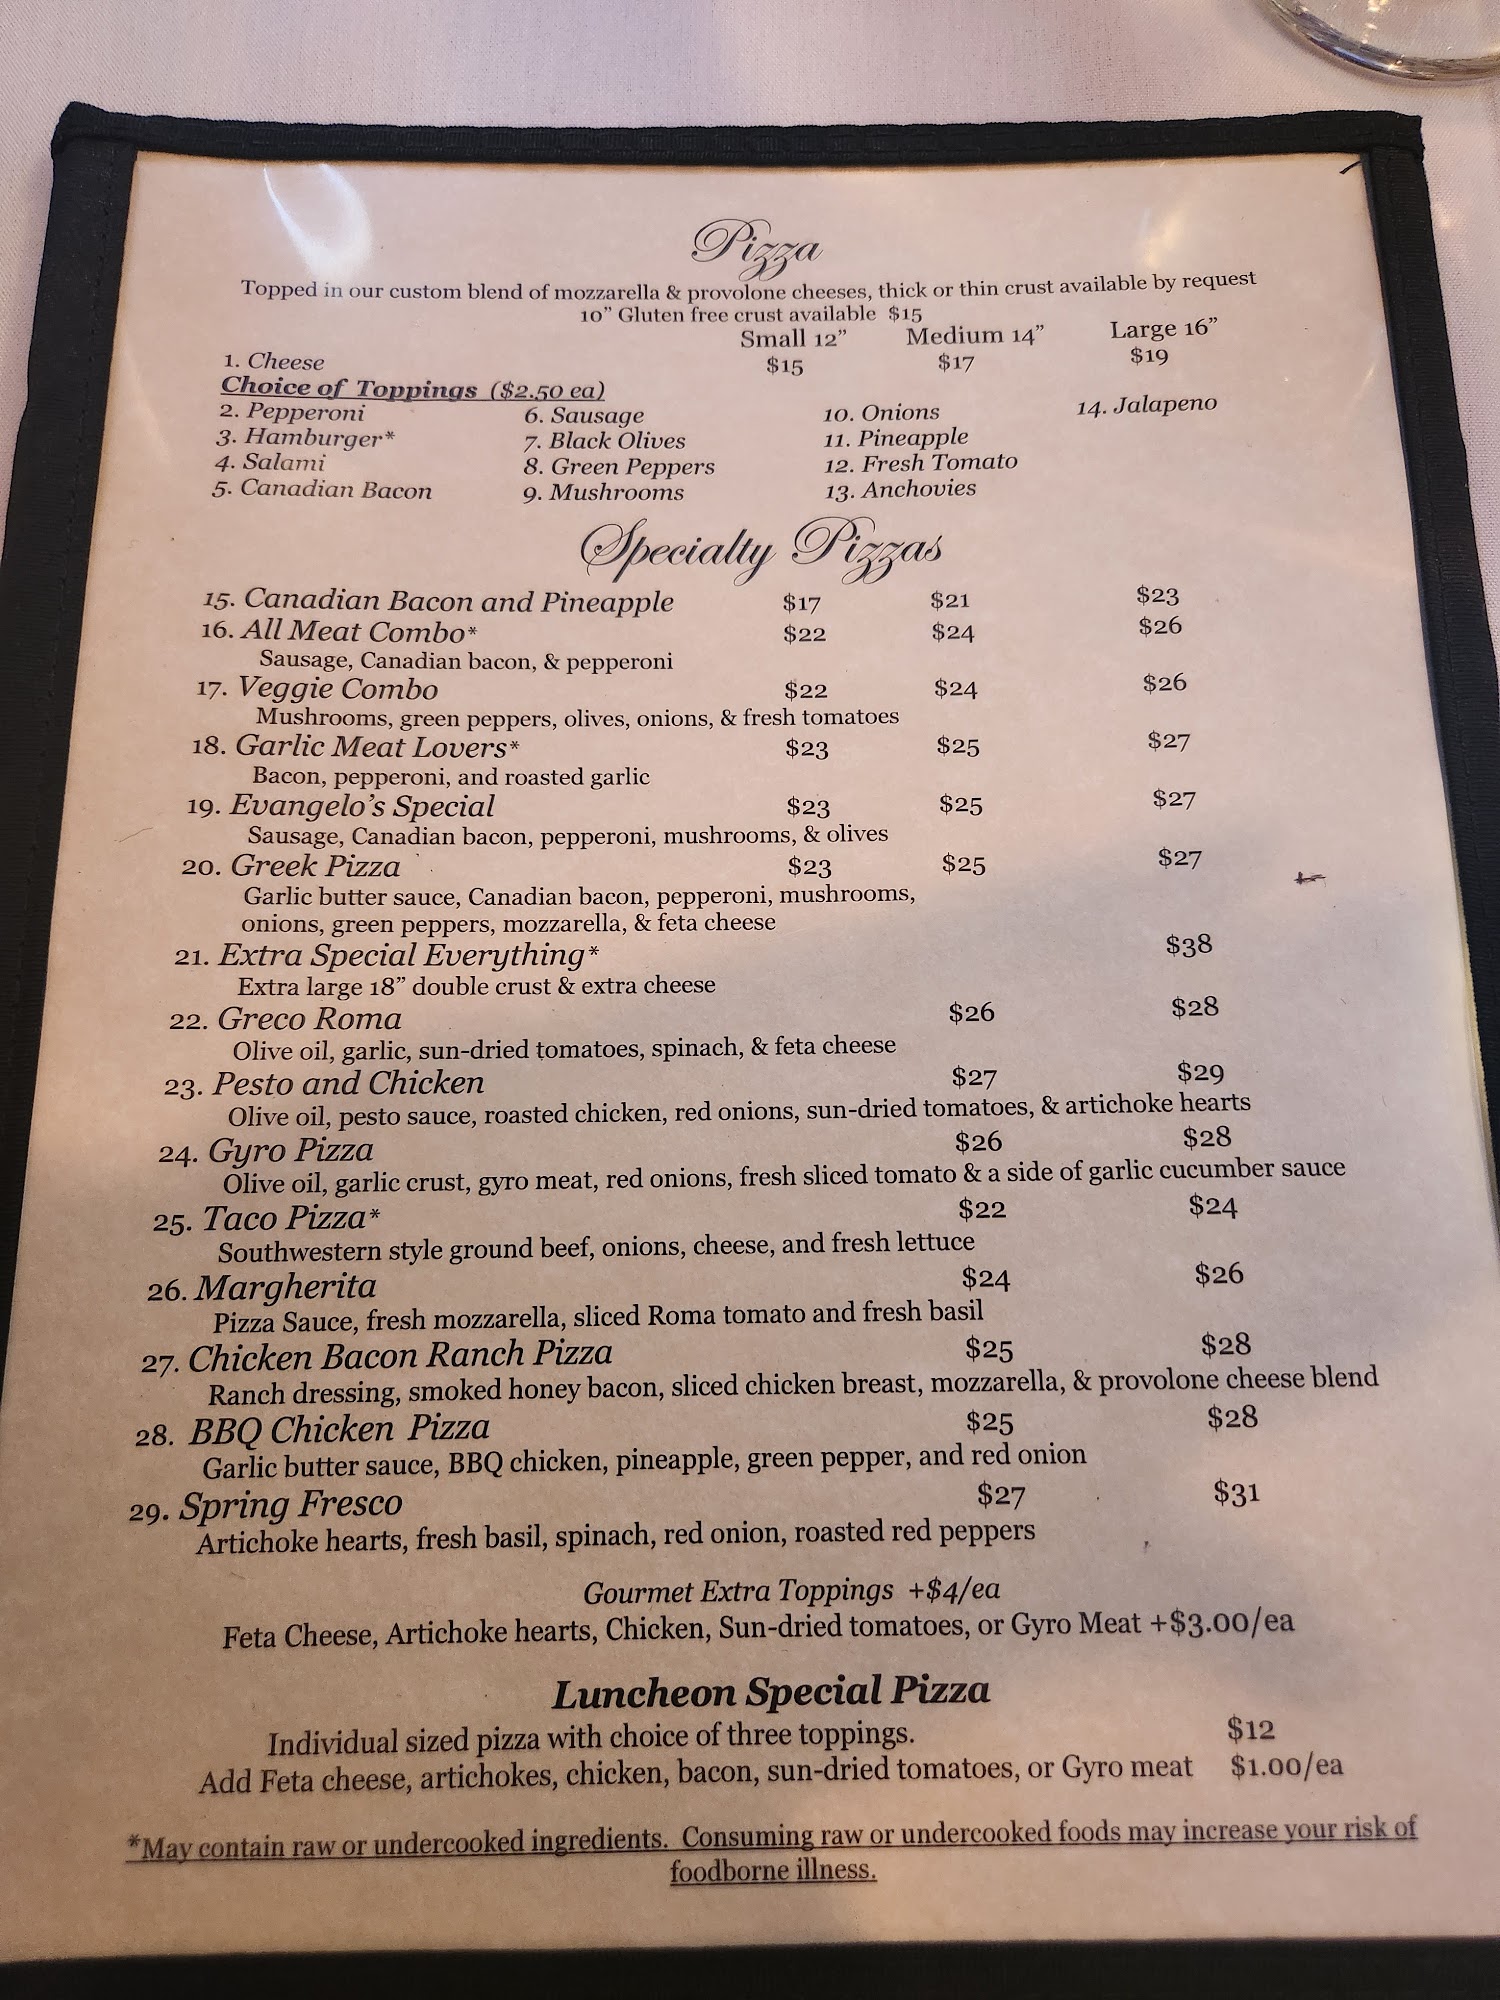 Pizza
Topped in our custom blend of mozzarella & provolone cheeses, thick or thin crust available by request
10" Gluten free crust available $15
Small 12" Medium 14" Large 16"
1. Cheese $15 $17 $19
Choice of Toppings ($2.50 ea)
2. Pepperoni 6. Sausage 10. Onions 14. Jalapeno
3. Hamburger* 7. Black Olives 11. Pineapple
4. Salami 8. Green Peppers 12. Fresh Tomato
5. Canadian Bacon 9. Mushrooms 13. Anchovies
Specialty Pizzas
15. Canadian Bacon and Pineapple $17 $21 $23
16. All Meat Combo* $22 $24 $26
Sausage, Canadian bacon, & pepperoni
17. Veggie Combo $22 $24 $26
Mushrooms, green peppers, olives, onions, & fresh tomatoes
18. Garlic Meat Lovers* $23 $25 $27
Bacon, pepperoni, and roasted garlic
19. Evangelo's Special $23 $25 $27
Sausage, Canadian bacon, pepperoni, mushrooms, & olives
20. Greek Pizza $23 $25 $27
Garlic butter sauce, Canadian bacon, pepperoni, mushrooms,
onions, green peppers, mozzarella, & feta cheese
21. Extra Special Everything* $38
Extra large 18" double crust & extra cheese
22. Greco Roma $26 $28
Olive oil, garlic, sun-dried tomatoes, spinach, & feta cheese
23. Pesto and Chicken $27 $29
Olive oil, pesto sauce, roasted chicken, red onions, sun-dried tomatoes, & artichoke hearts
24. Gyro Pizza $26 $28
Olive oil, garlic crust, gyro meat, red onions, fresh sliced tomato & a side of garlic cucumber sauce
25. Taco Pizza* $22 $24
Southwestern style ground beef, onions, cheese, and fresh lettuce
26. Margherita $24 $26
Pizza Sauce, fresh mozzarella, sliced Roma tomato and fresh basil
27. Chicken Bacon Ranch Pizza $25 $28
Ranch dressing, smoked honey bacon, sliced chicken breast, mozzarella, & provolone cheese blend
28. BBQ Chicken Pizza $25 $28
Garlic butter sauce, BBQ chicken, pineapple, green pepper, and red onion
29. Spring Fresco $27 $31
Artichoke hearts, fresh basil, spinach, red onion, roasted red peppers
Gourmet Extra Toppings +$4/ea
Feta Cheese, Artichoke hearts, Chicken, Sun-dried tomatoes, or Gyro Meat +$3.00/ea
Luncheon Special Pizza
Individual sized pizza with choice of three toppings. $12
Add Feta cheese, artichokes, chicken, bacon, sun-dried tomatoes, or Gyro meat $1.00/ea
*May contain raw or undercooked ingredients. Consuming raw or undercooked foods may increase your risk of
foodborne illness.